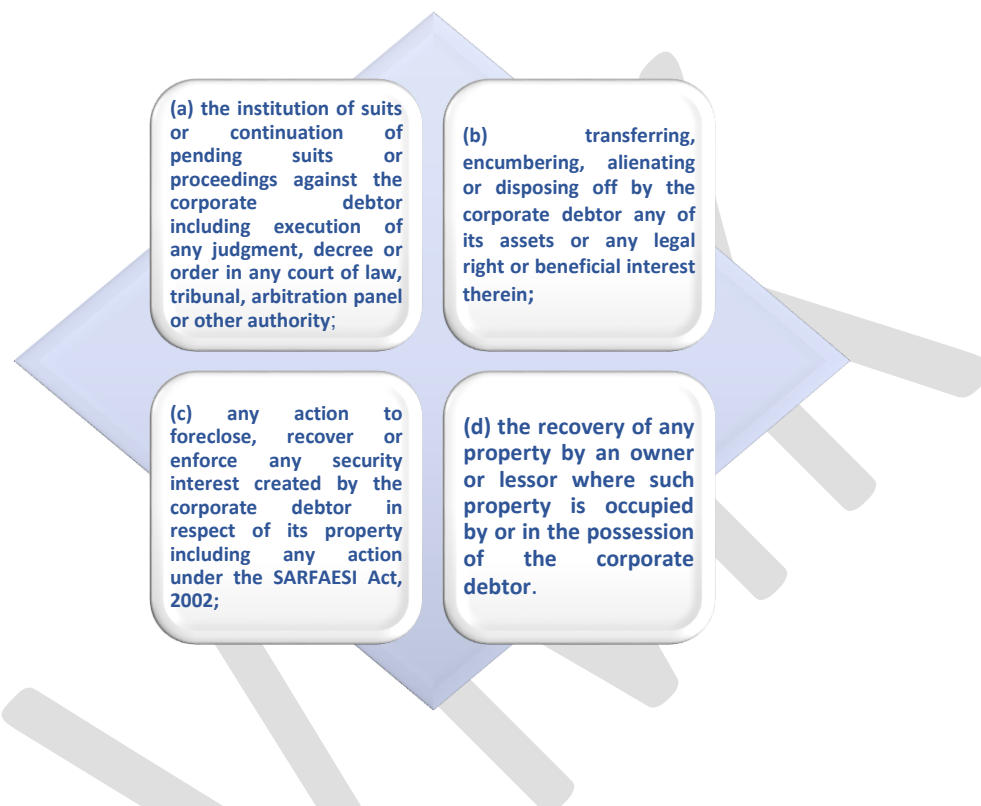 (a) the institution of suits
or continuation of
pending suits or
proceedings against the
corporate debtor
including execution of
any judgment, decree or
order in any court of law,
tribunal, arbitration panel
or other authority;
(b) transferring,
encumbering, alienating
or disposing off by the
corporate debtor any of
its assets or any legal
right or beneficial interest
therein;
(c) any action to
foreclose, recover or
enforce any security
interest created by the
corporate debtor in
respect of its property
including any action
under the SARFAESI Act,
2002;
(d) the recovery of any
property by an owner
or lessor where such
property is occupied
by or in the possession
of the corporate
debtor.